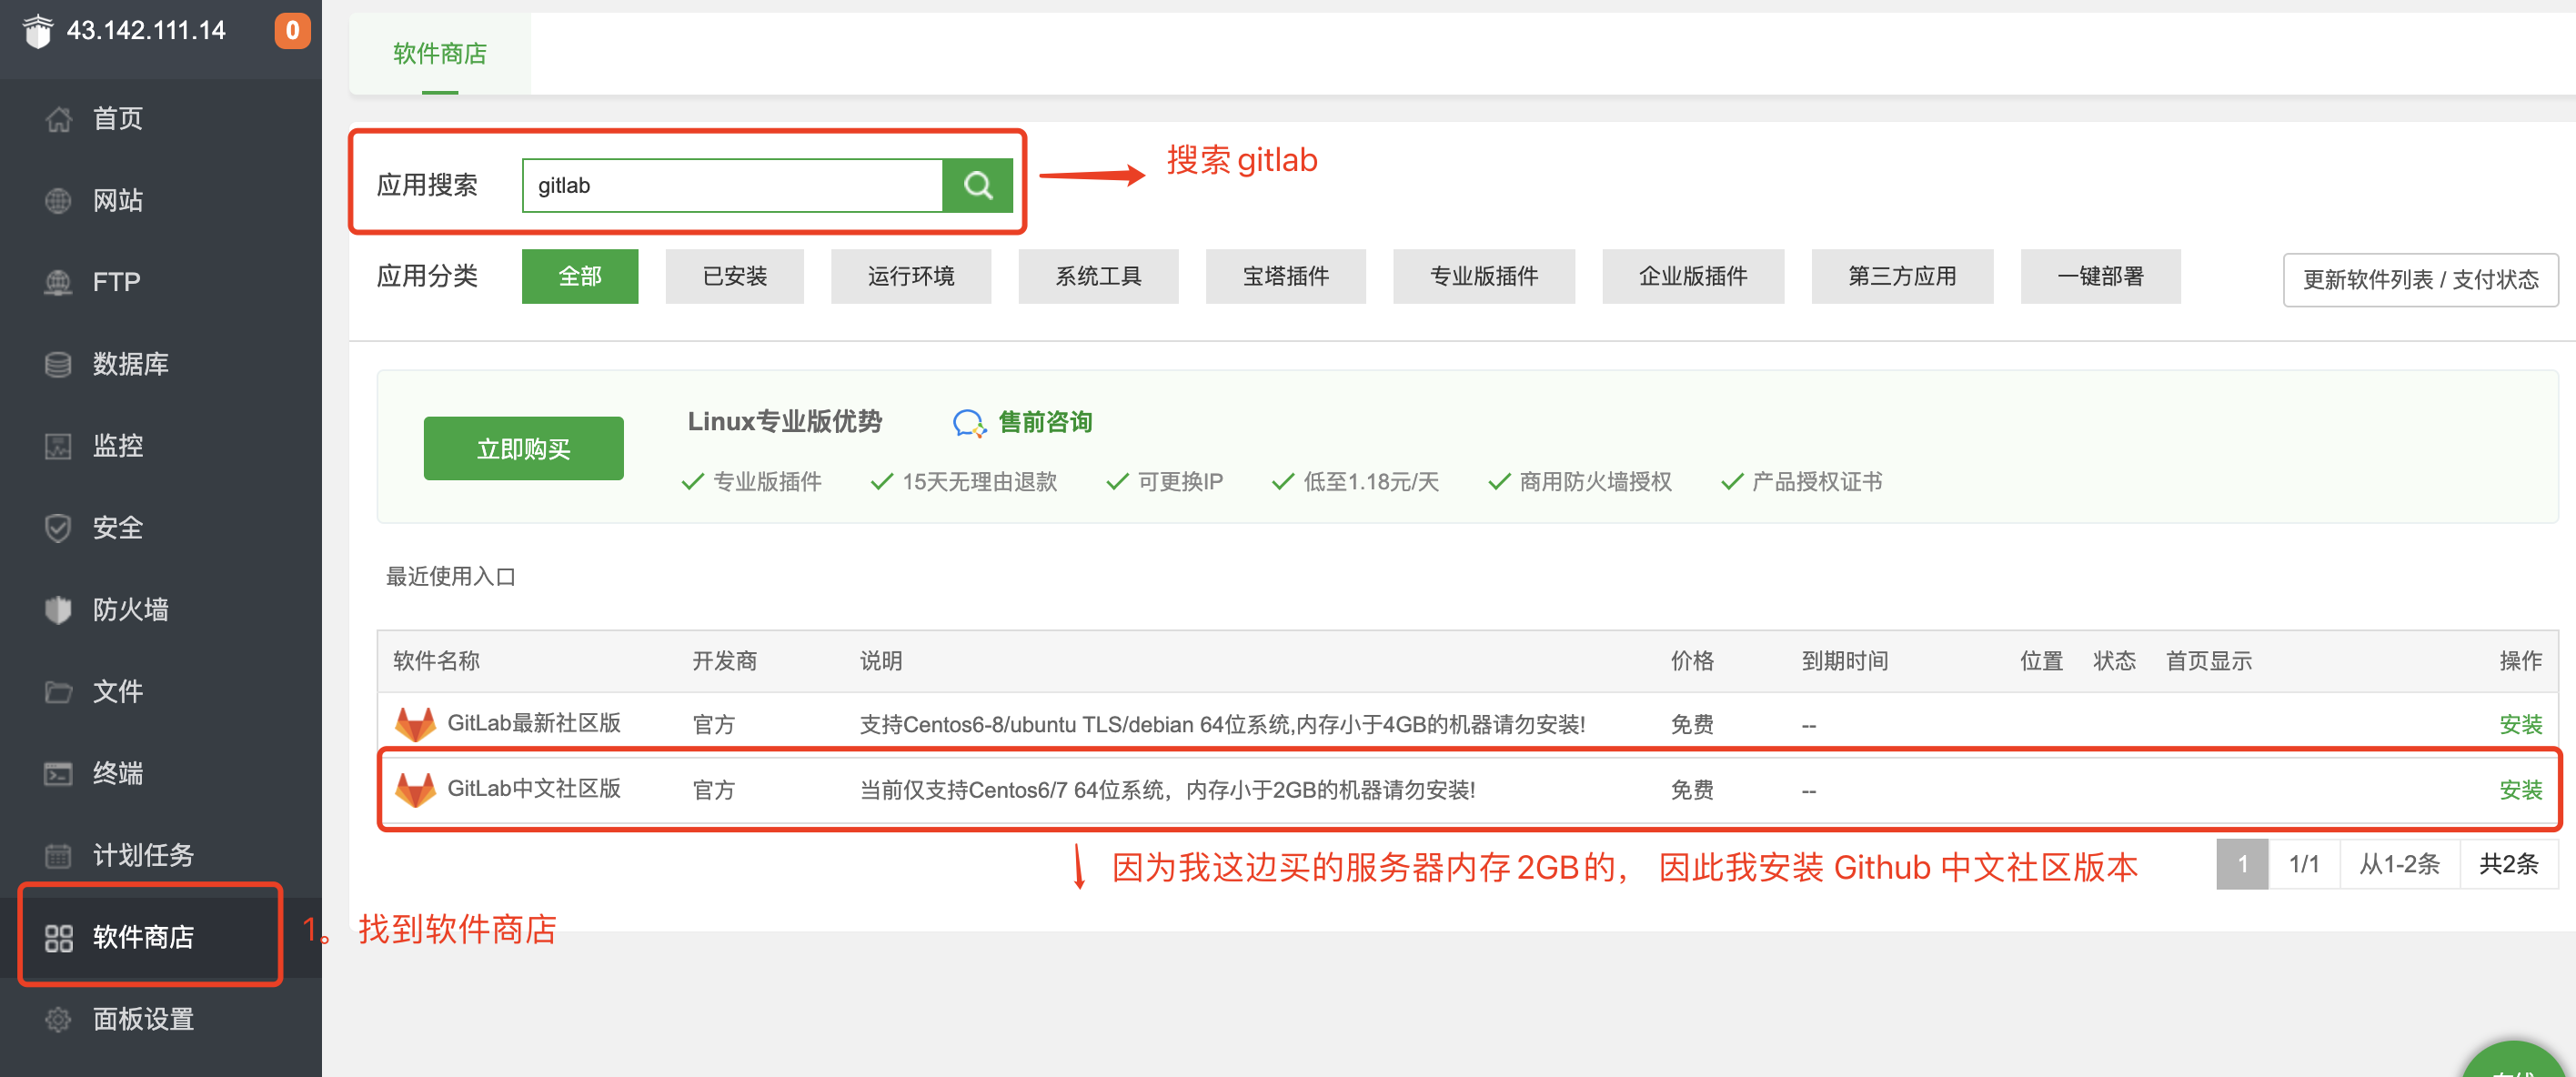 43.142.111.14
0
首页
网站
FTP
数据库
监控
安全
防火墙
文件
终端
计划任务
软件商店
面板设置
1。 找到软件商店
软件商店
应用搜索
gitlab
搜索 gitlab
应用分类
全部
已安装
运行环境
系统工具
宝塔插件
专业版插件
企业版插件
第三方应用
一键部署
更新软件列表 / 支付状态
立即购买
Linux专业版优势
售前咨询
专业版插件
15天无理由退款
可更换IP
低至1.18元/天
商用防火墙授权
产品授权证书
最近使用入口
软件名称 开发商 说明 价格 到期时间 位置 状态 首页显示 操作
GitLab最新社区版 官方 支持Centos6-8/ubuntu TLS/debian 64位系统,内存小于4GB的机器请勿安装! 免费 -- 安装
GitLab中文社区版 官方 当前仅支持Centos6/7 64位系统，内存小于2GB的机器请勿安装! 免费 -- 安装
因为我这边买的服务器内存 2GB的， 因此我安装 Github 中文社区版本
1 1/1 从1-2条 共2条